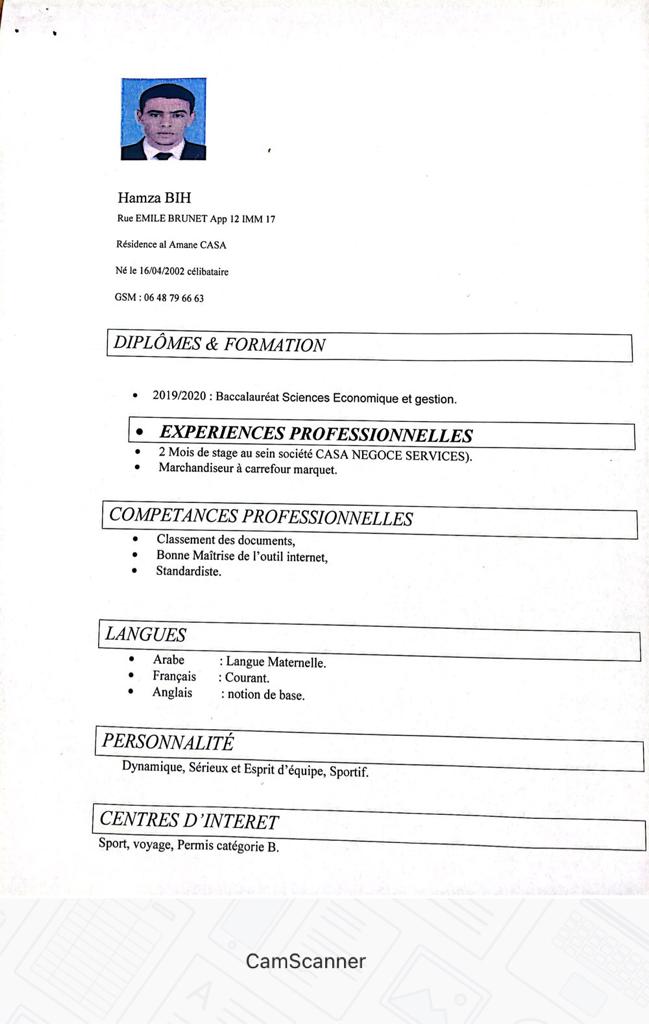 Hamza BIH
Rue EMILE BRUNET App 12 IMM 17
Résidence al Amane CASA
Né le 16/04/2002 célibataire
GSM : 06 48 79 66 63
DIPLÔMES & FORMATION
• 2019/2020 : Baccalauréat Sciences Economique et gestion.
• EXPERIENCES PROFESSIONNELLES
• 2 Mois de stage au sein société CASA NEGOCE SERVICES).
• Marchandiseur à carrefour marquet.
COMPETANCES PROFESSIONNELLES
• Classement des documents,
• Bonne Maîtrise de l'outil internet,
• Standardiste.
LANGUES
• Arabe : Langue Maternelle.
• Français : Courant.
• Anglais : notion de base.
PERSONNALITÉ
Dynamique, Sérieux et Esprit d'équipe, Sportif.
CENTRES D'INTERET
Sport, voyage, Permis catégorie B.
CamScanner